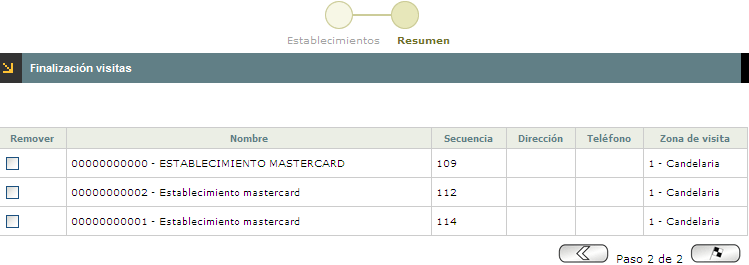 Establecimientos Resumen
Finalización visitas
Remover Nombre Secuencia Dirección Teléfono Zona de visita
00000000000 - ESTABLECIMIENTO MASTERCARD 109 1 - Candelaria
00000000002 - Establecimiento mastercard 112 1 - Candelaria
00000000001 - Establecimiento mastercard 114 1 - Candelaria
Paso 2 de 2